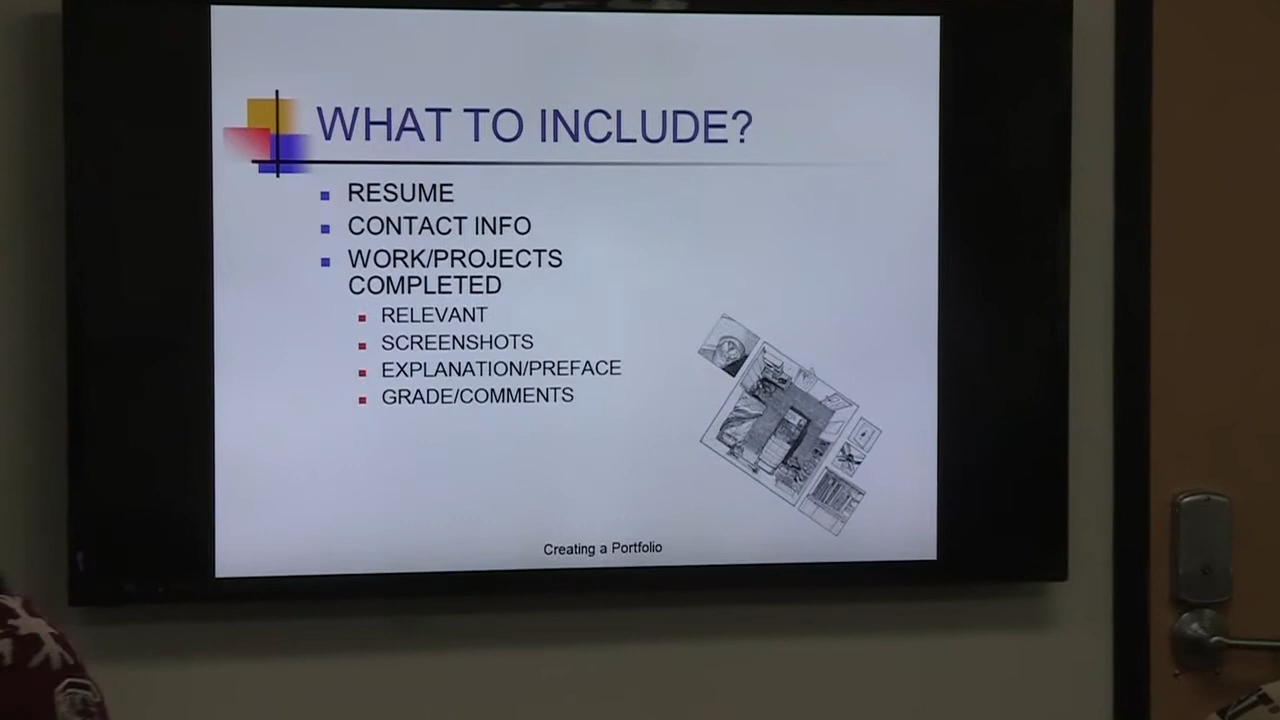 WHAT TO INCLUDE?
RESUME
CONTACT INFO
WORK/PROJECTS
COMPLETED
RELEVANT
SCREENSHOTS
EXPLANATION/PREFACE
GRADE/COMMENTS
Creating a Portfolio